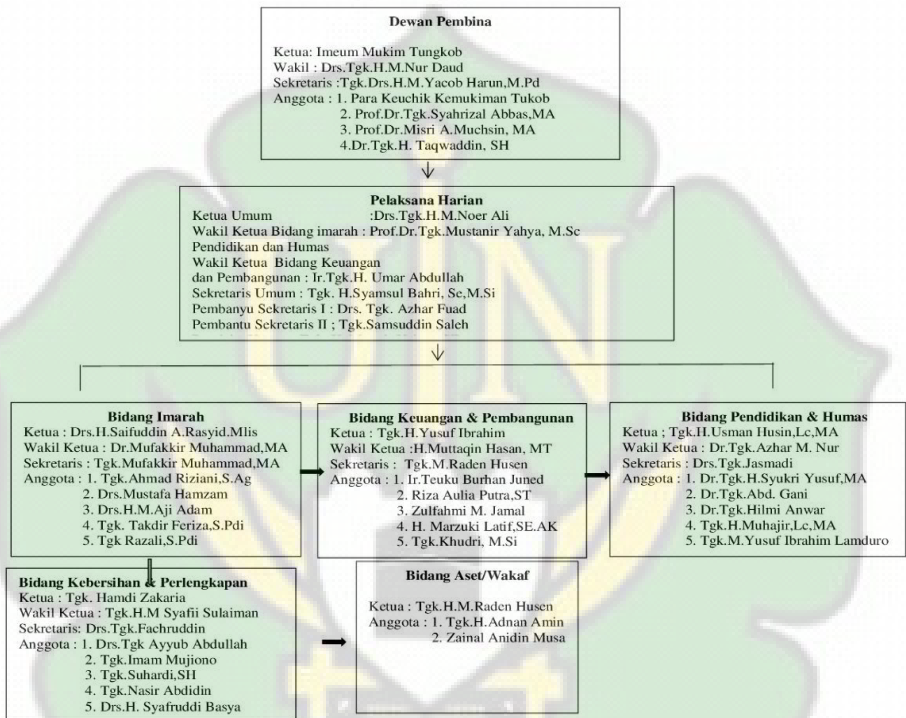 Dewan Pembina
Ketua: Imeum Mukim Tungkob
Wakil : Drs.Tgk.H.M.Nur Daud
Sekretaris :Tgk.Drs.H.M.Yacob Harun,M.Pd
Anggota : 1. Para Keuchik Kemukiman Tukob
2. Prof.Dr.Tgk.Syahrizal Abbas,MA
3. Prof.Dr.Misri A.Muchsin, MA
4.Dr.Tgk.H. Taqwaddin, SH
Pelaksana Harian
Ketua Umum :Drs.Tgk.H.M.Noer Ali
Wakil Ketua Bidang imarah : Prof.Dr.Tgk.Mustanir Yahya, M.Sc
Pendidikan dan Humas
Wakil Ketua Bidang Keuangan
dan Pembangunan : Ir.Tgk.H. Umar Abdullah
Sekretaris Umum : Tgk. H.Syamsul Bahri, Se,M.Si
Pembanyu Sekretaris I : Drs. Tgk. Azhar Fuad
Pembantu Sekretaris II ; Tgk.Samsuddin Saleh
Bidang Imarah
Ketua : Drs.H.Saifuddin A.Rasyid.Mlis
Wakil Ketua : Dr.Mufakkir Muhammad,MA
Sekretaris : Tgk.Mufakkir Muhammad,MA
Anggota : 1. Tgk.Ahmad Riziani,S.Ag
2. Drs.Mustafa Hamzam
3. Drs.H.M.Aji Adam
4. Tgk. Takdir Feriza,S.Pdi
5. Tgk Razali,S.Pdi
Bidang Keuangan & Pembangunan
Ketua : Tgk.H.Yusuf Ibrahim
Wakil Ketua :H.Muttaqin Hasan, MT
Sekretaris : Tgk.M.Raden Husen
Anggota : 1. Ir.Teuku Burhan Juned
2. Riza Aulia Putra,ST
3. Zulfahmi M. Jamal
4. H. Marzuki Latif,SE.AK
5. Tgk.Khudri, M.Si
Bidang Pendidikan & Humas
Ketua ; Tgk.H.Usman Husin,Lc,MA
Wakil Ketua : Dr.Tgk.Azhar M. Nur
Sekretaris : Drs.Tgk.Jasmadi
Anggota : 1. Dr.Tgk.H.Syukri Yusuf,MA
2. Dr.Tgk.Abd. Gani
3. Dr.Tgk.Hilmi Anwar
4. Tgk.H.Muhajir,Lc,MA
5. Tgk.M.Yusuf Ibrahim Lamduro
Bidang Kebersihan & Perlengkapan
Ketua : Tgk. Hamdi Zakaria
Wakil Ketua : Tgk.H.M Syafii Sulaiman
Sekretaris: Drs.Tgk.Fachruddin
Anggota : 1. Drs.Tgk Ayyub Abdullah
2. Tgk.Imam Mujiono
3. Tgk.Suhardi,SH
4. Tgk.Nasir Abdidin
5. Drs.H. Syafruddi Basya
Bidang Aset/Wakaf
Ketua : Tgk.H.M.Raden Husen
Anggota : 1. Tgk.H.Adnan Amin
2. Zainal Anidin Musa
UIN